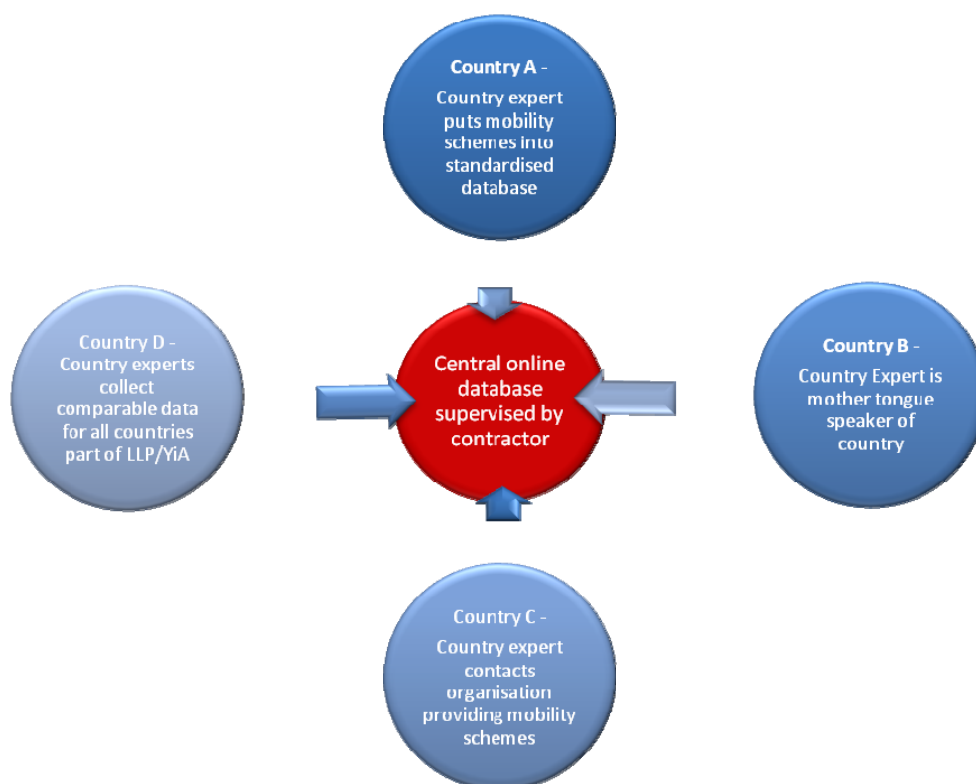 Country A -
Country expert
puts mobility
schemes into
standardised
database
Country D -
Country experts
collect
comparable data
for all countries
part of LLP/YiA
Central online
database
supervised by
contractor
Country B -
Country Expert is
mother tongue
speaker of
country
Country C -
Country expert
contacts
organisation
providing mobility
schemes